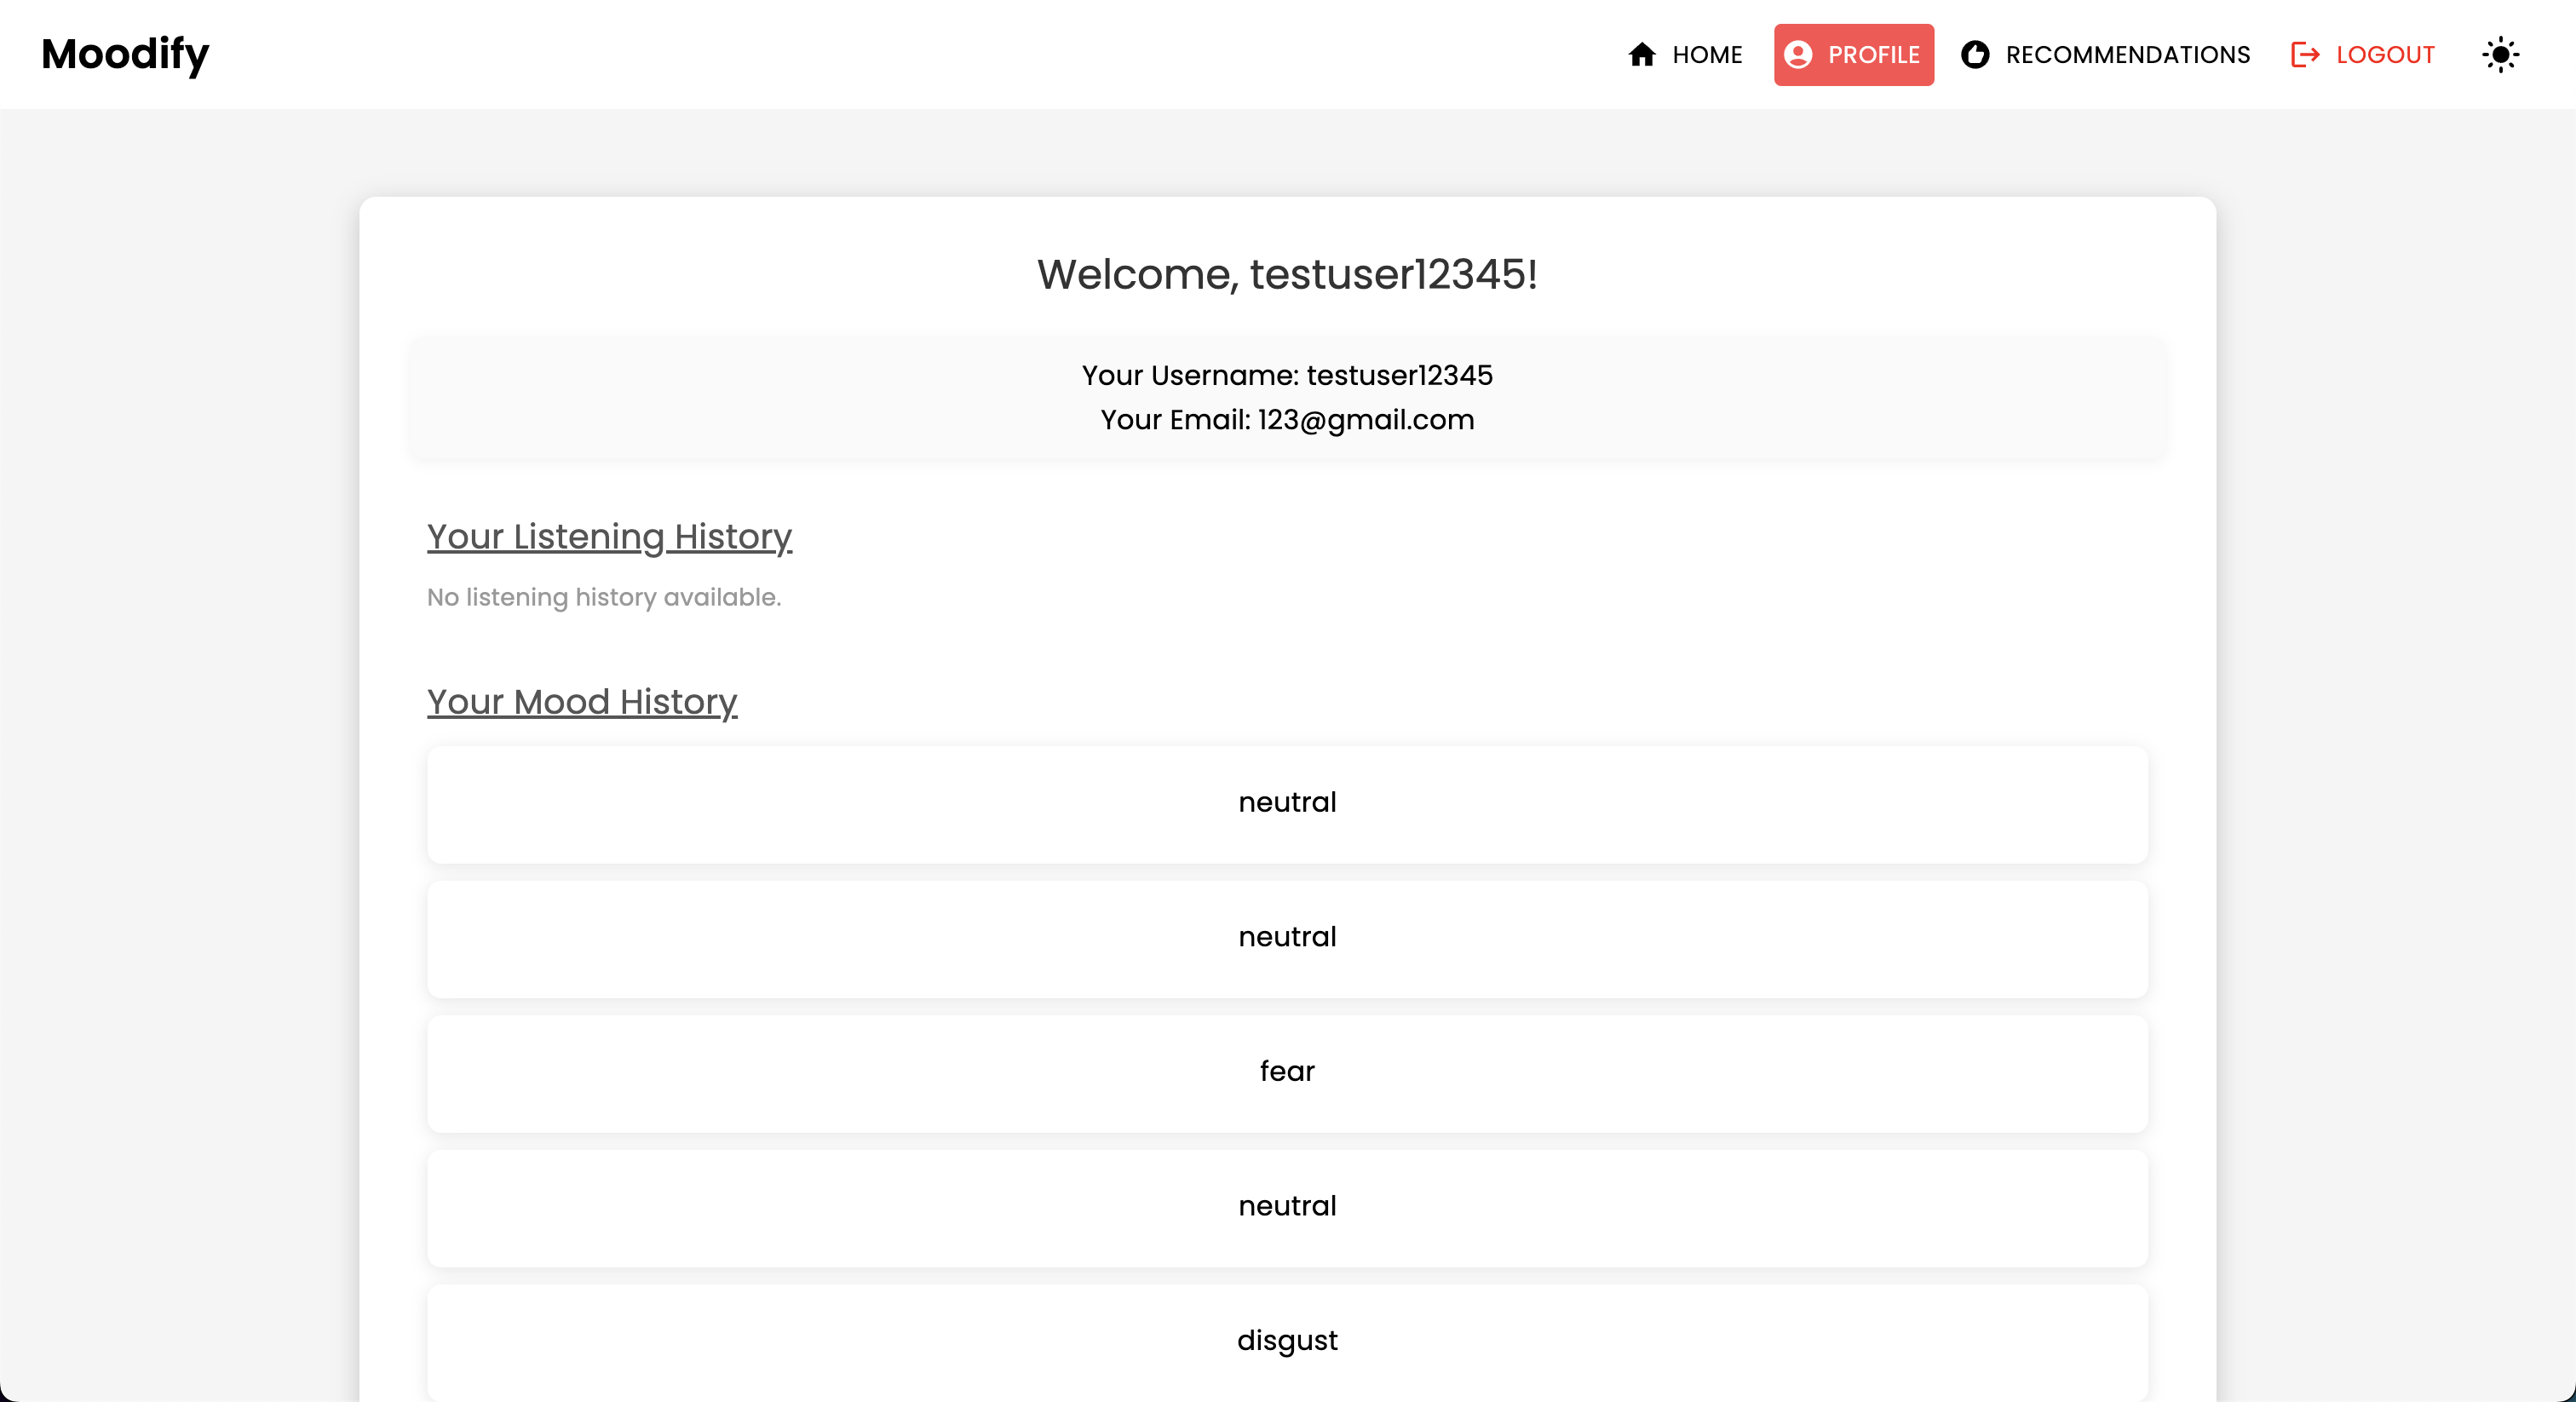 Moodify
HOME
PROFILE
RECOMMENDATIONS
LOGOUT
Welcome, testuser12345!
Your Username: testuser12345
Your Email: 123@gmail.com
Your Listening History
No listening history available.
Your Mood History
neutral
neutral
fear
neutral
disgust